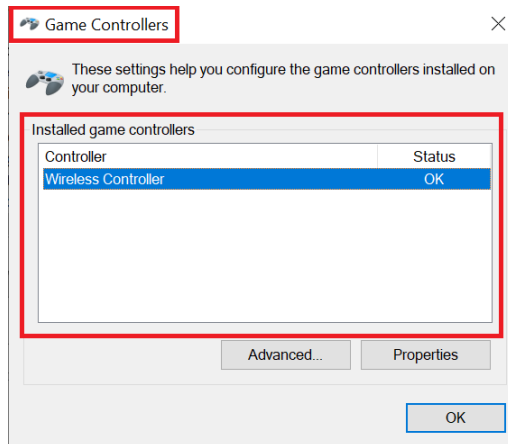 Game Controllers
These settings help you configure the game controllers installed on
your computer.
Installed game controllers
Controller Status
Wireless Controller OK
Advanced... Properties
OK